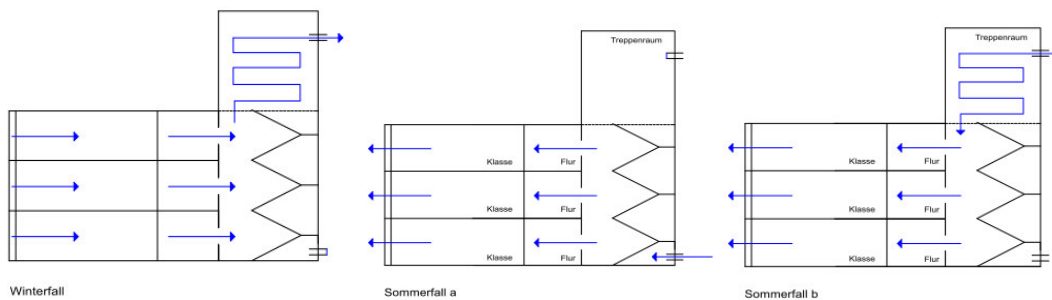 Winterfall
Treppenraum
Klasse Flur
Klasse Flur
Klasse Flur
Sommerfall a
Treppenraum
Klasse Flur
Klasse Flur
Klasse Flur
Sommerfall b